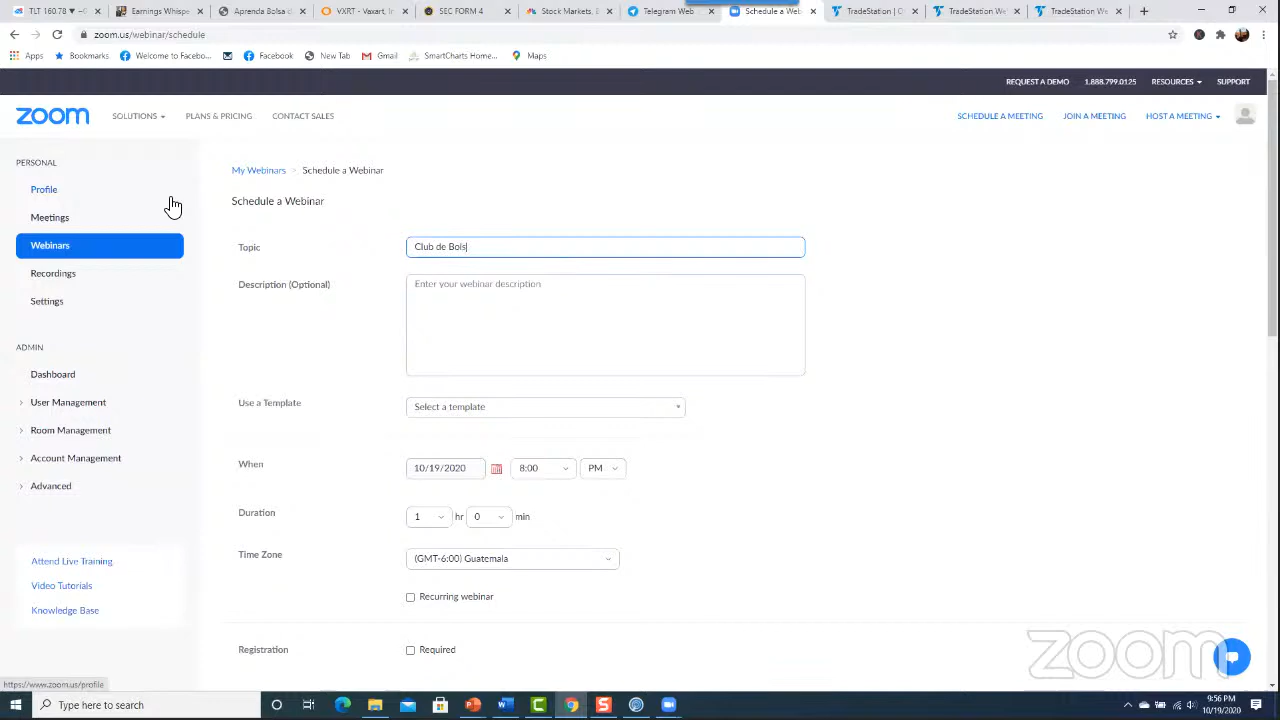 TLT 160.78 ▼ =0
Earnings Whispe
Aprenda Bolsa d
VXRT - Vaxart, In
SEC FORM 4
Stock Markets, B
Telegram Web
Schedule a Web
TradeStation | C
TradeStation We
TradeStation We
zoom.us/webinar/schedule
Apps Bookmarks Welcome to Facebo... Facebook New Tab Gmail SmartCharts Home... Maps
REQUEST A DEMO 1.888.799.0125 RESOURCES SUPPORT
zoom SOLUTIONS PLANS & PRICING CONTACT SALES SCHEDULE A MEETING JOIN A MEETING HOST A MEETING
PERSONAL
Profile
Meetings
Webinars
Recordings
Settings
ADMIN
Dashboard
User Management
Room Management
Account Management
Advanced
Attend Live Training
Video Tutorials
Knowledge Base
My Webinars > Schedule a Webinar
Schedule a Webinar
Topic Club de Bols
Description (Optional) Enter your webinar description
Use a Template Select a template
When 10/19/2020 8:00 PM
Duration 1 hr 0 min
Time Zone (GMT-6:00) Guatemala
Recurring webinar
Registration Required
zoom
https://www.zoom.us/profile
Type here to search
9:56 PM
10/19/2020